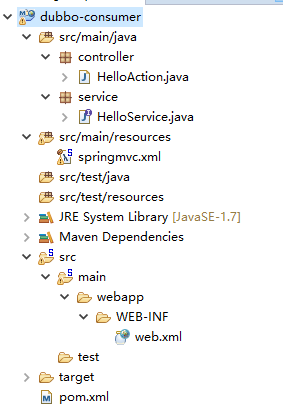 dubbo-consumer
src/main/java
controller
HelloAction.java
service
HelloService.java
src/main/resources
springmvc.xml
src/test/java
src/test/resources
JRE System Library [JavaSE-1.7]
Maven Dependencies
src
main
webapp
WEB-INF
web.xml
test
target
pom.xml